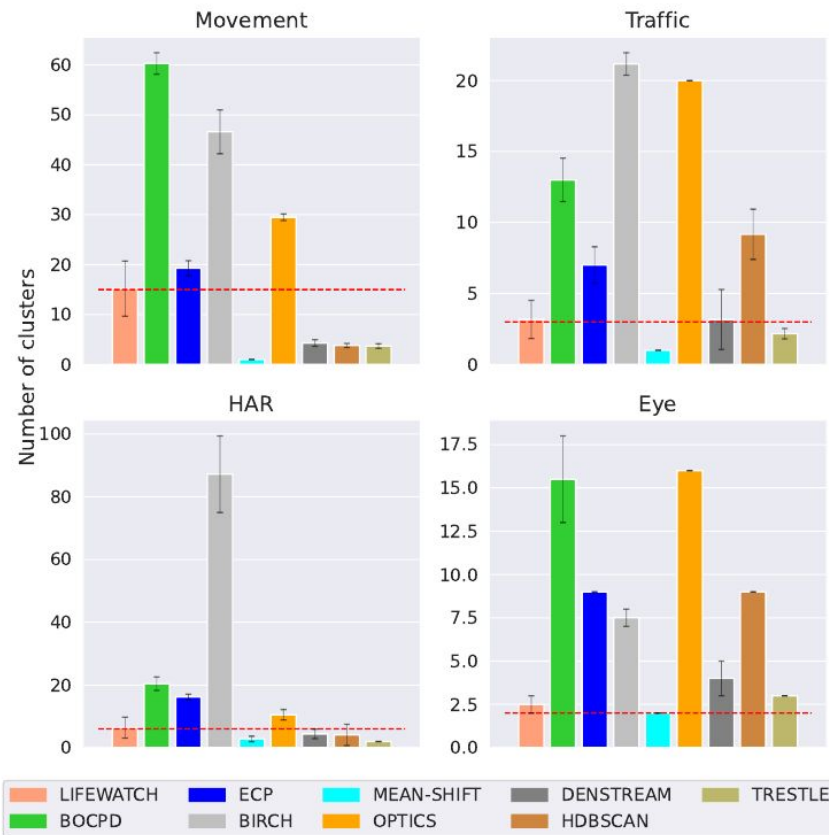 Movement
Traffic
60
50
40
30
20
10
0
20
15
10
5
0
Number of clusters
HAR
Eye
100
80
60
40
20
0
17.5
15.0
12.5
10.0
7.5
5.0
2.5
0.0
LIFEWATCH
ECP
MEAN-SHIFT
DENSTREAM
TRESTLE
BOCPD
BIRCH
OPTICS
HDBSCAN